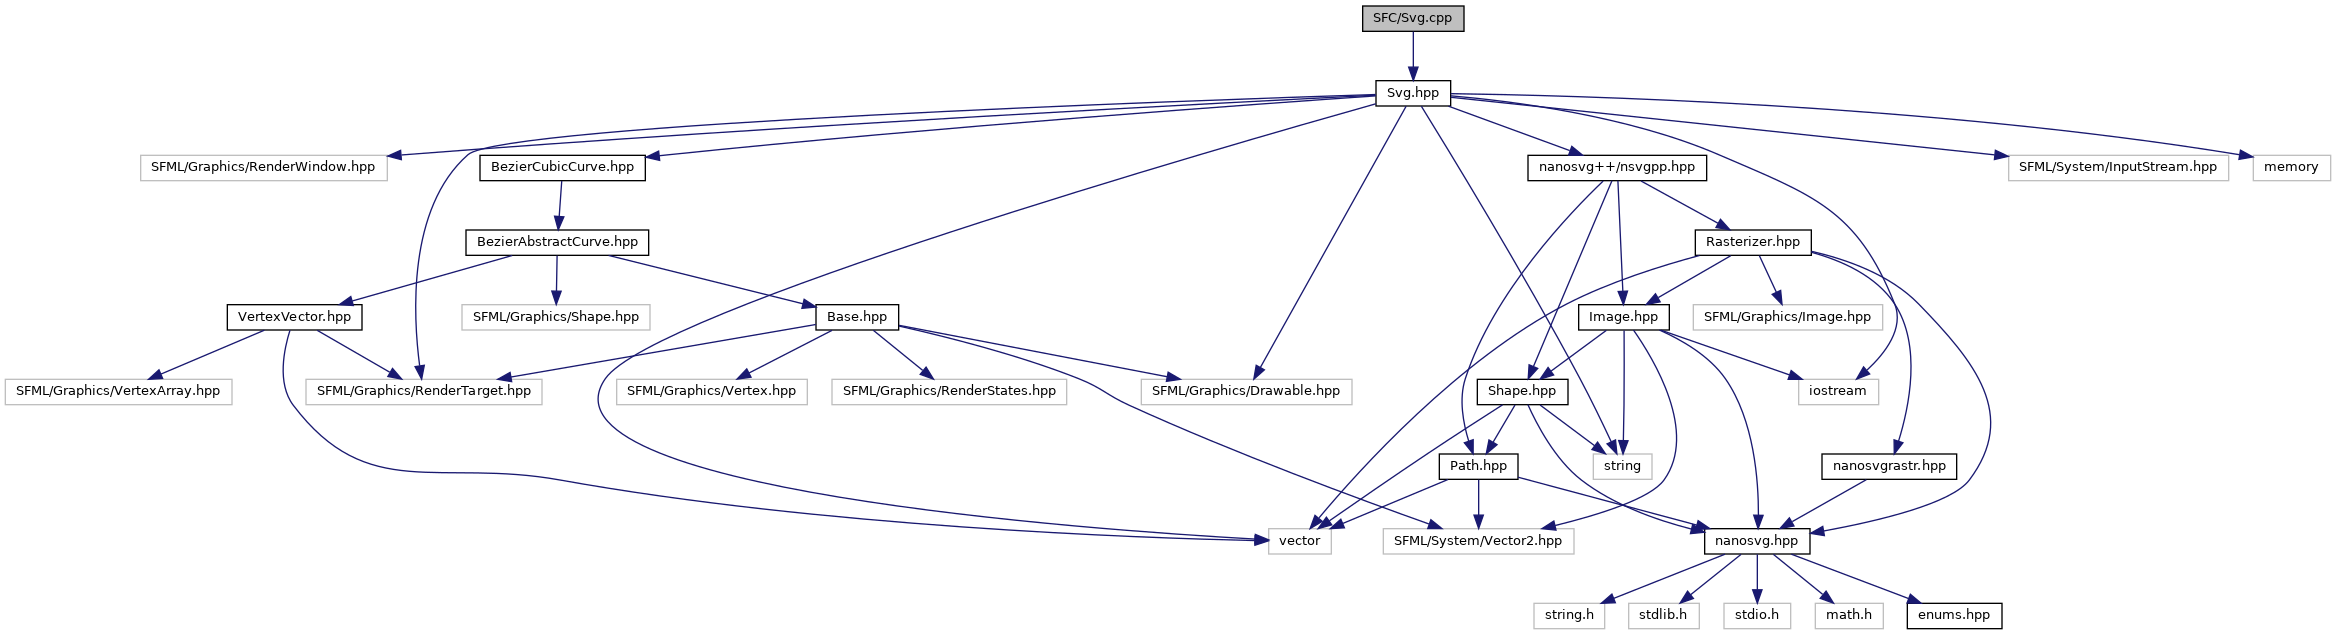 SFC/Svg.cpp
Svg.hpp
SFML/Graphics/RenderWindow.hpp
BezierCubicCurve.hpp
nanosvg++/nsvgpp.hpp
SFML/System/InputStream.hpp
memory
BezierAbstractCurve.hpp
Rasterizer.hpp
VertexVector.hpp
SFML/Graphics/Shape.hpp
Base.hpp
Image.hpp
SFML/Graphics/Image.hpp
SFML/Graphics/VertexArray.hpp
SFML/Graphics/RenderTarget.hpp
SFML/Graphics/Vertex.hpp
SFML/Graphics/RenderStates.hpp
SFML/Graphics/Drawable.hpp
Shape.hpp
iostream
Path.hpp
string
nanosvgrastr.hpp
vector
SFML/System/Vector2.hpp
nanosvg.hpp
string.h
stdlib.h
stdio.h
math.h
enums.hpp